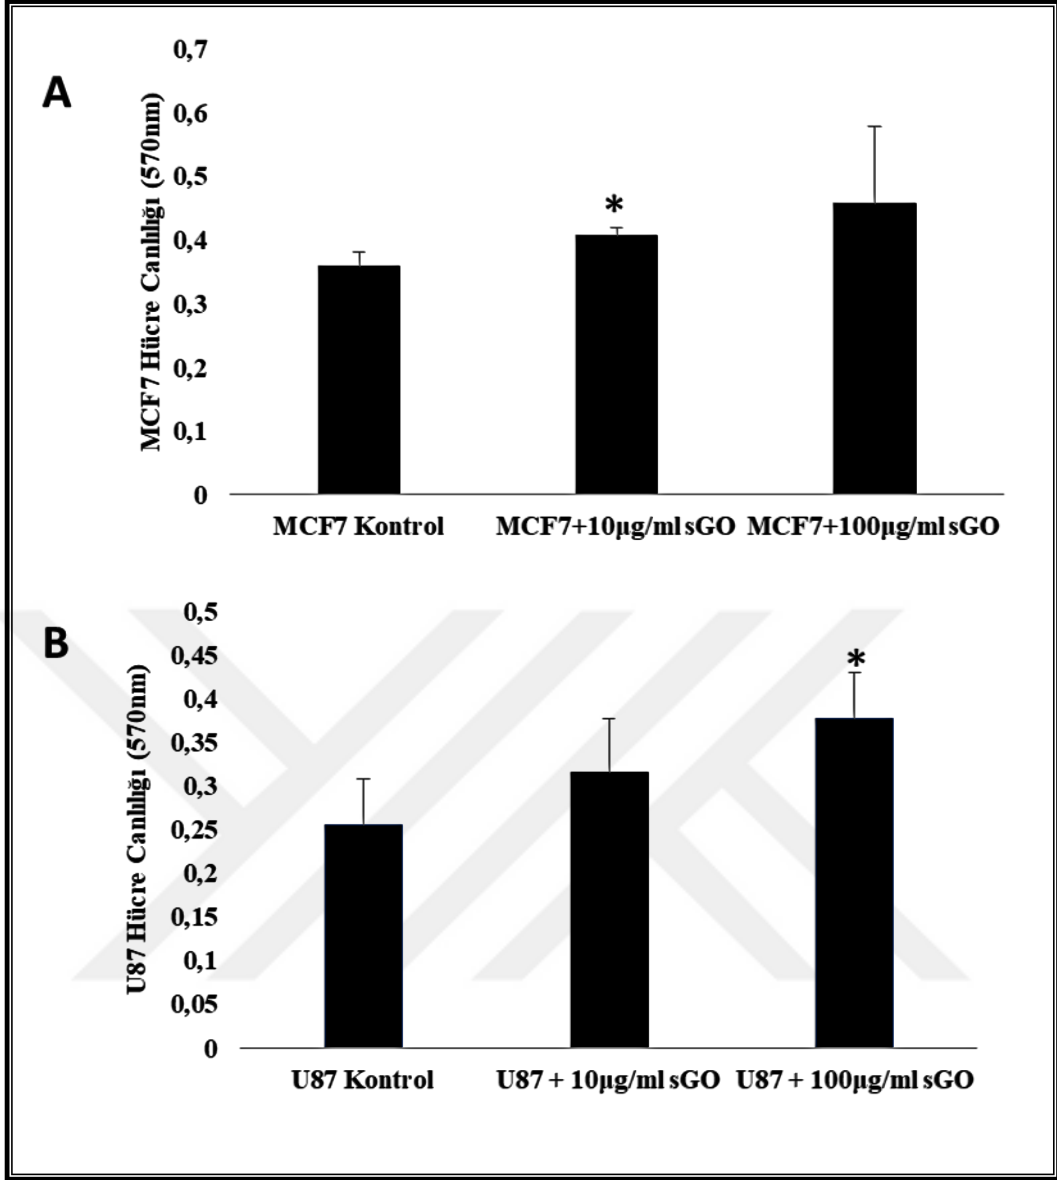 A
MCF7 Hücre Canlılığı (570nm)
0,7
0,6
0,5
0,4
0,3
0,2
0,1
0
*
MCF7 Kontrol
MCF7+10µg/ml sGO
MCF7+100µg/ml sGO
B
U87 Hücre Canlılığı (570nm)
0,5
0,45
0,4
0,35
0,3
0,25
0,2
0,15
0,1
0,05
0
*
U87 Kontrol
U87 + 10µg/ml sGO
U87 + 100µg/ml sGO